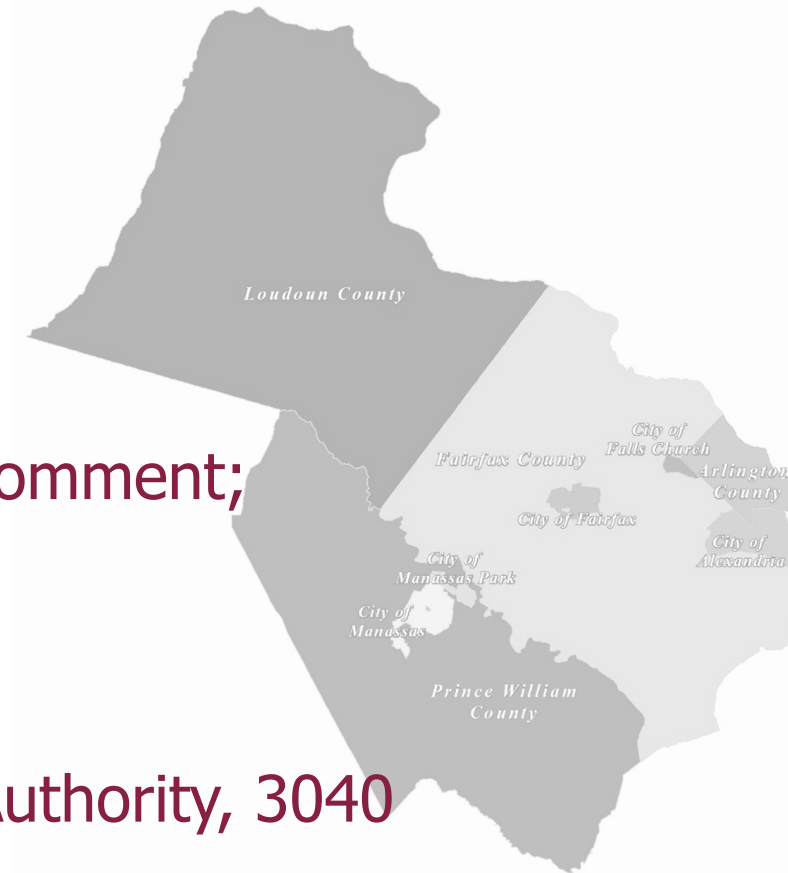 Loudoun County
City of
Falls Church
omment;
Fairfax County
Arlington
County
City of Fairfax
City of
Alexandria
City of
Manassas Park
City of
Manassas
Prince William
County
uthority, 3040